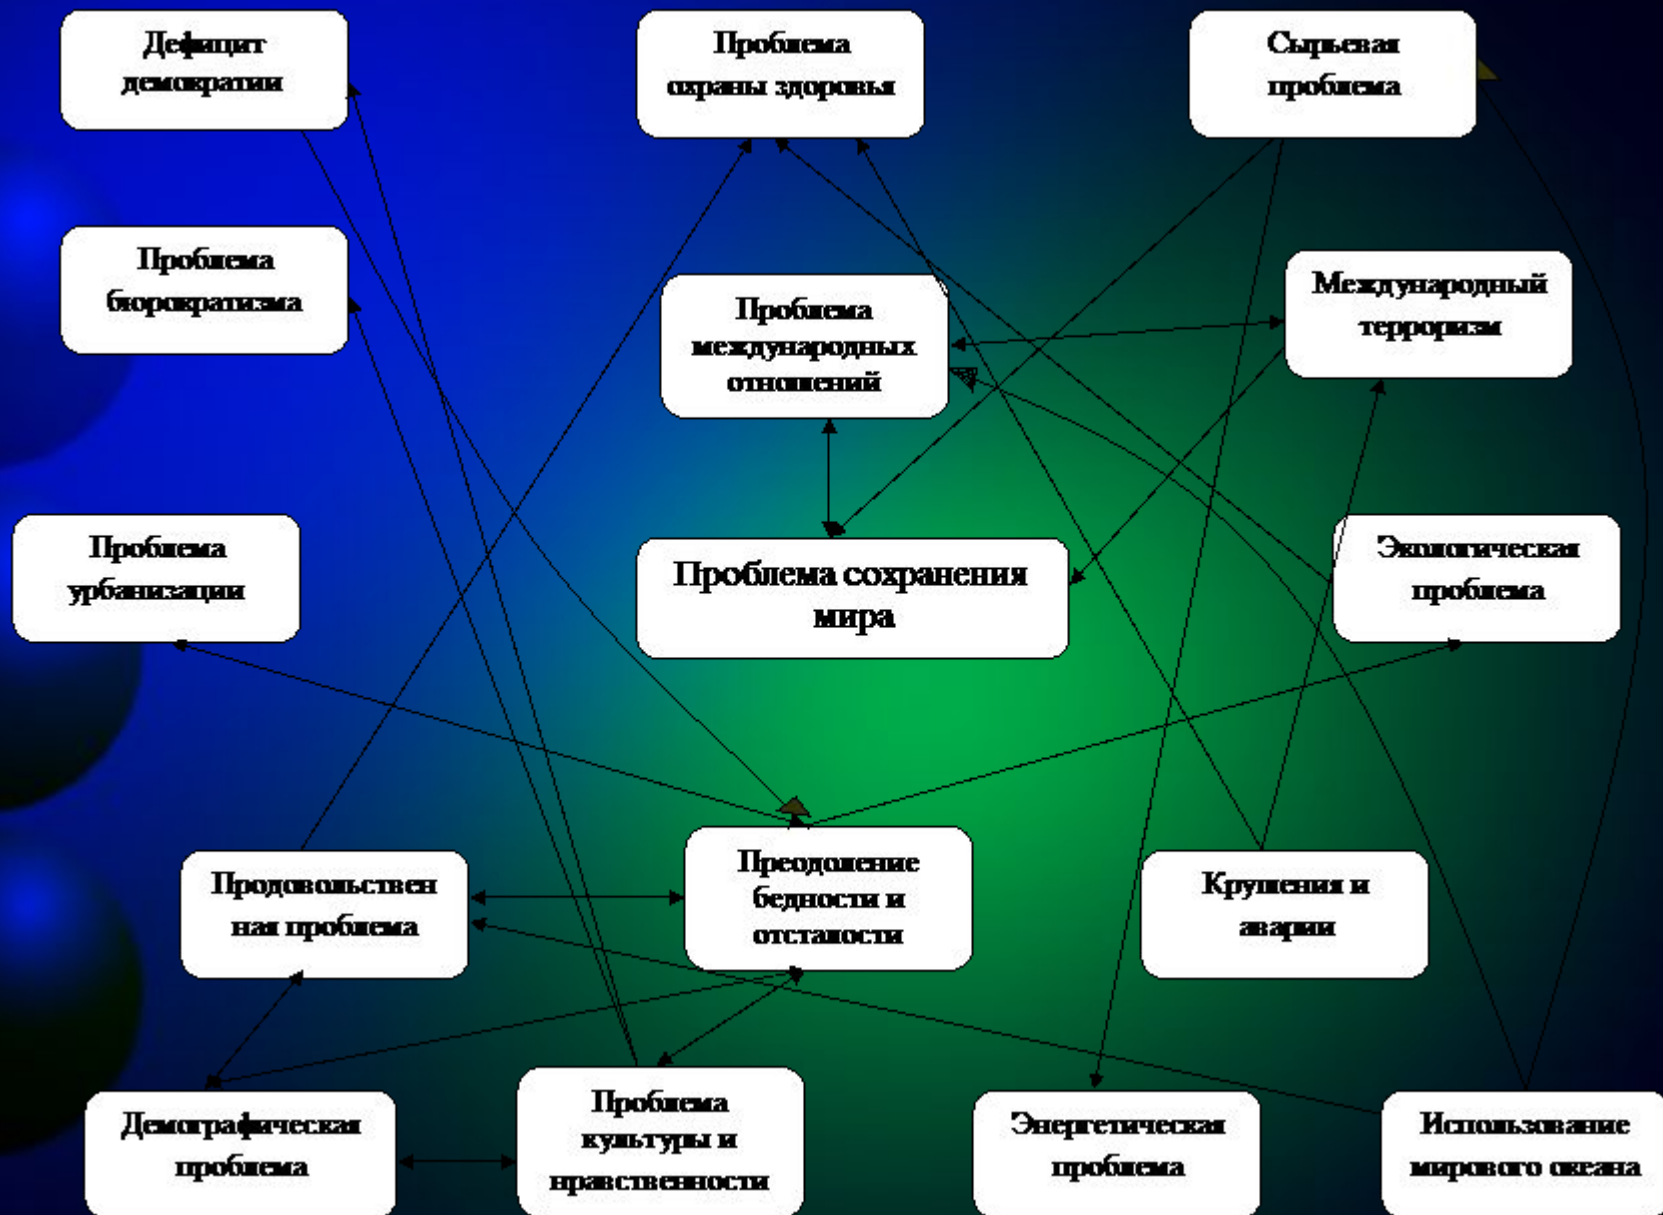 Дефицит
демократии
Проблема
охраны здоровья
Сырьевая
проблема
Проблема
бюрократизма
Проблема
международных
отношений
Международный
терроризм
Проблема
урбанизации
Проблема сохранения
мира
Экологическая
проблема
Продовольствен
ная проблема
Преодоление
бедности и
отсталости
Крушения и
аварии
Демографическая
проблема
Проблема
культуры и
нравственности
Энергетическая
проблема
Использование
мирового океана